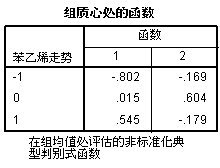 组质心处的函数
函数
苯乙烯走势 1 2
-1 -.802 -.169
0 .015 .604
1 .545 -.179
在组均值处评估的非标准化典
型判别式函数